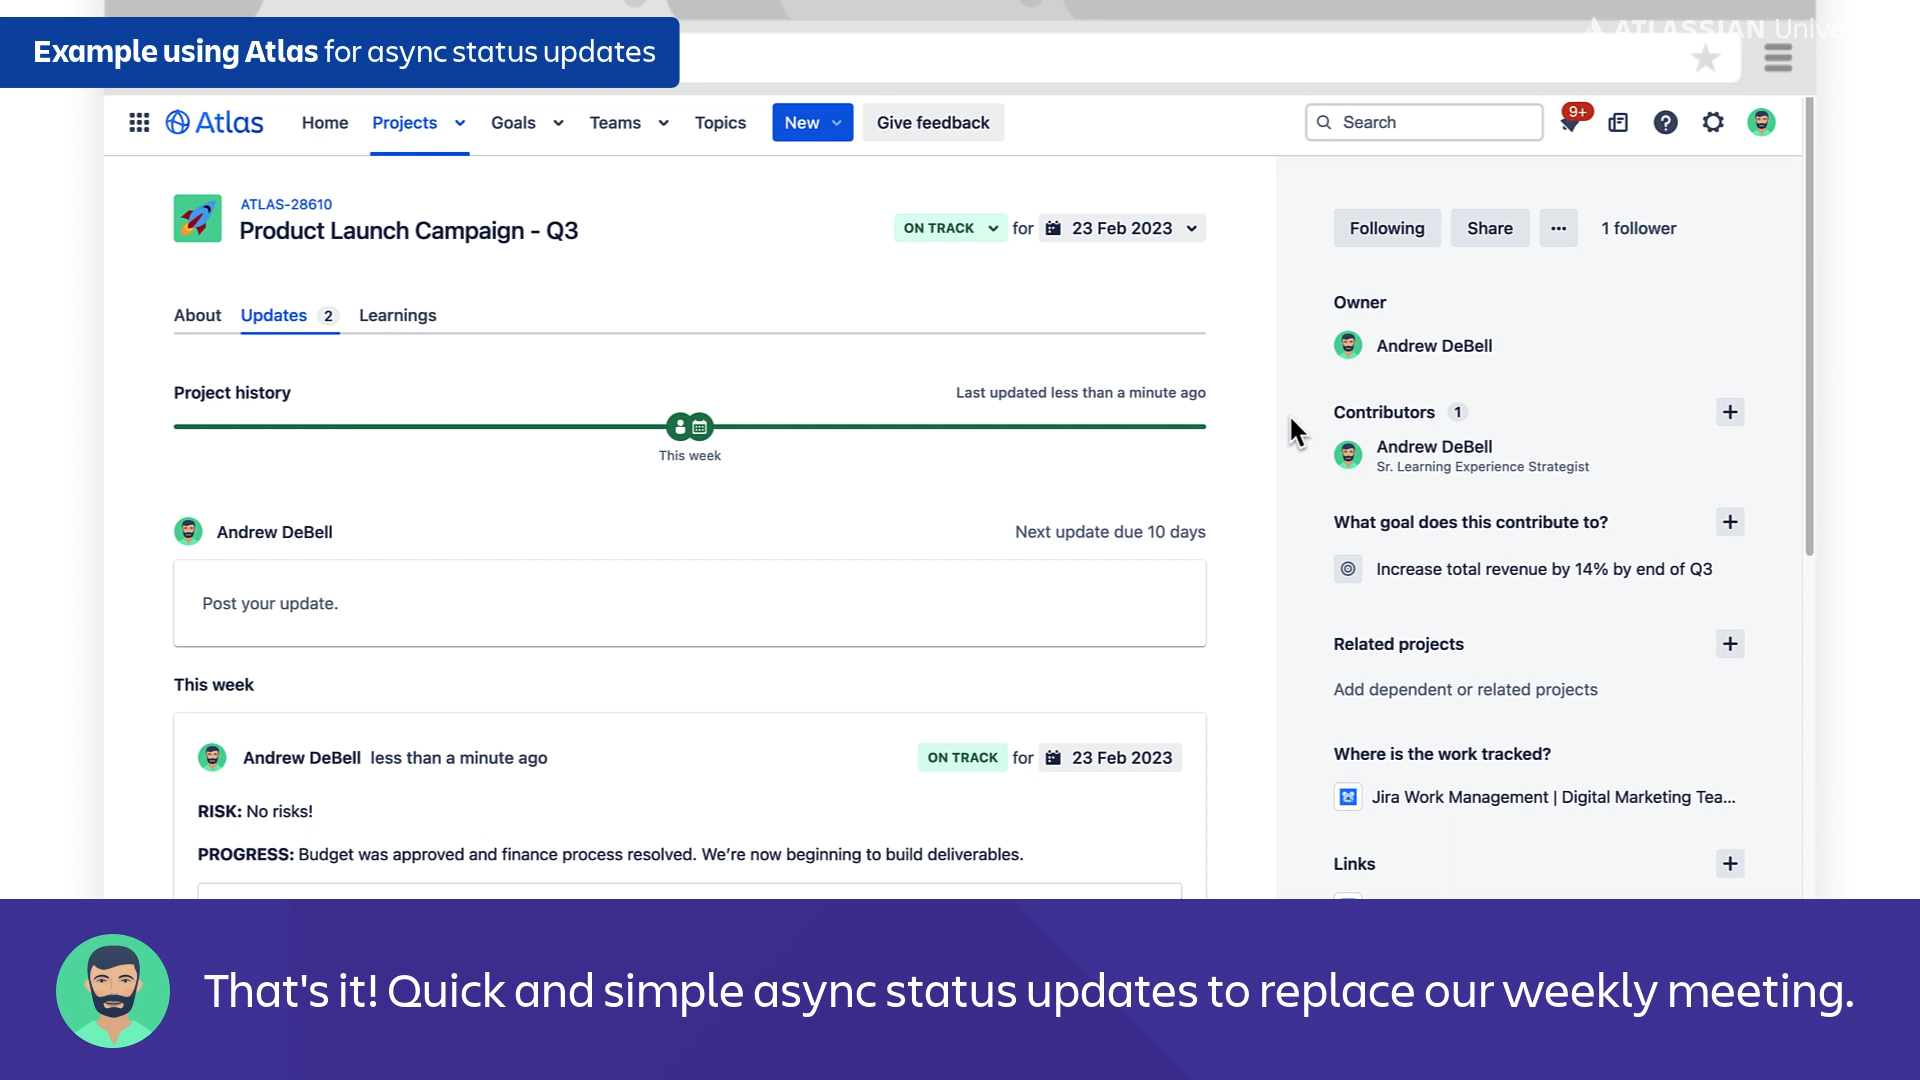 Example using Atlas for async status updates
ATLASSIAN
Atlas
Home
Projects
Goals
Teams
Topics
New
Give feedback
Search
9+
ATLAS-28610
Product Launch Campaign - Q3
ON TRACK for 23 Feb 2023
Following
Share
1 follower
About
Updates 2
Learnings
Project history
Last updated less than a minute ago
This week
Andrew DeBell
Next update due 10 days
Post your update.
This week
Andrew DeBell less than a minute ago
ON TRACK for 23 Feb 2023
RISK: No risks!
PROGRESS: Budget was approved and finance process resolved. We’re now beginning to build deliverables.
Owner
Andrew DeBell
Contributors 1
Andrew DeBell
Sr. Learning Experience Strategist
What goal does this contribute to?
Increase total revenue by 14% by end of Q3
Related projects
Add dependent or related projects
Where is the work tracked?
Jira Work Management | Digital Marketing Tea...
Links
That's it! Quick and simple async status updates to replace our weekly meeting.